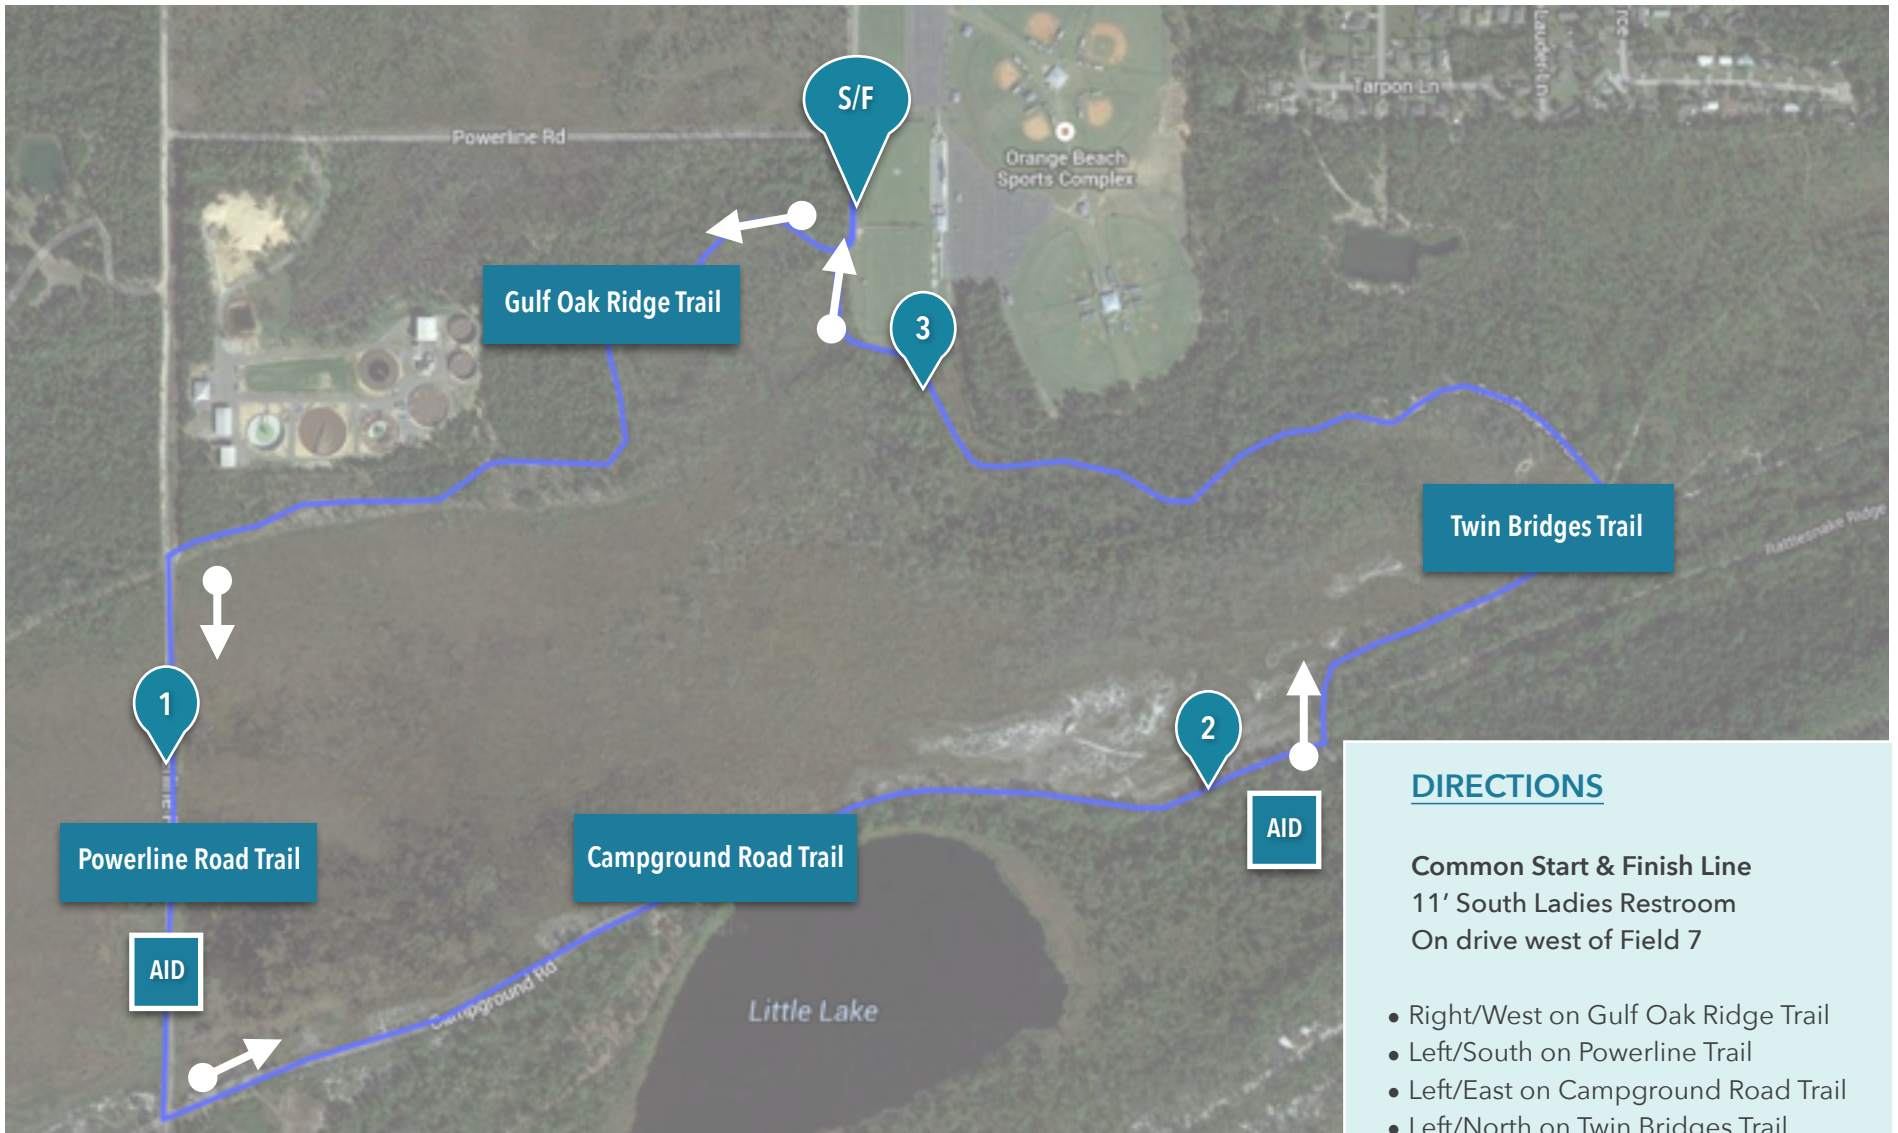 S/F
Powerline Rd
Tarpon Ln
Orange Beach
Sports Complex
Gulf Oak Ridge Trail
3
Twin Bridges Trail
Rattlesnake Ridge
1
2
AID
Powerline Road Trail
Campground Road Trail
AID
Campground Rd
Little Lake
DIRECTIONS
Common Start & Finish Line
11’ South Ladies Restroom
On drive west of Field 7
• Right/West on Gulf Oak Ridge Trail
• Left/South on Powerline Trail
• Left/East on Campground Road Trail
• Left/North on Twin Bridges Trail